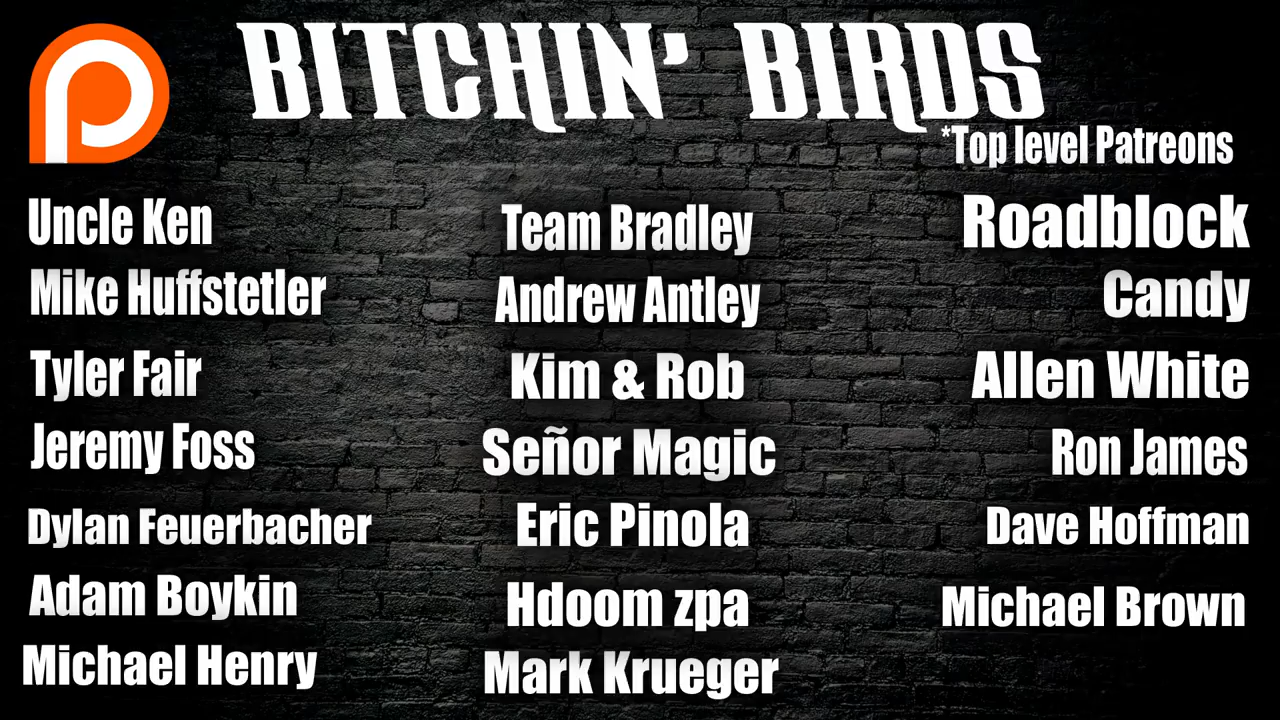 BITCHIN' BIRDS
*Top level Patreons
Uncle Ken
Mike Huffstetler
Tyler Fair
Jeremy Foss
Dylan Feuerbacher
Adam Boykin
Michael Henry
Team Bradley
Andrew Antley
Kim & Rob
Señor Magic
Eric Pinola
Hdoom zpa
Mark Krueger
Roadblock
Candy
Allen White
Ron James
Dave Hoffman
Michael Brown